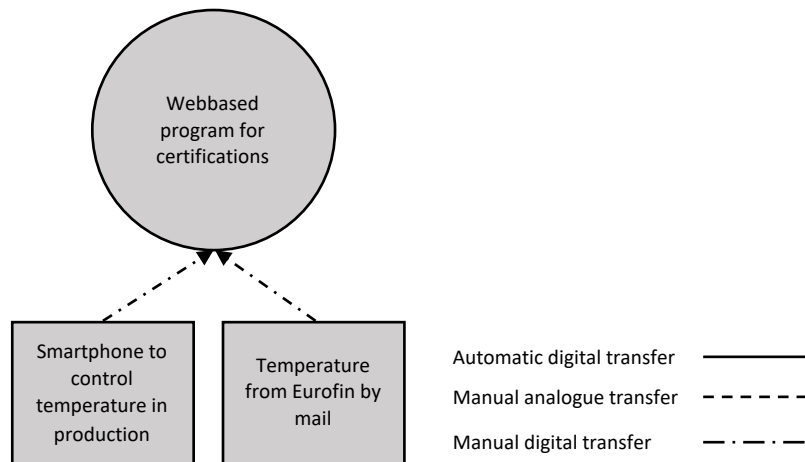 Webbased
program for
certifications
Smartphone to
control
temperature in
production
Temperature
from Eurofin by
mail
Automatic digital transfer
Manual analogue transfer
Manual digital transfer